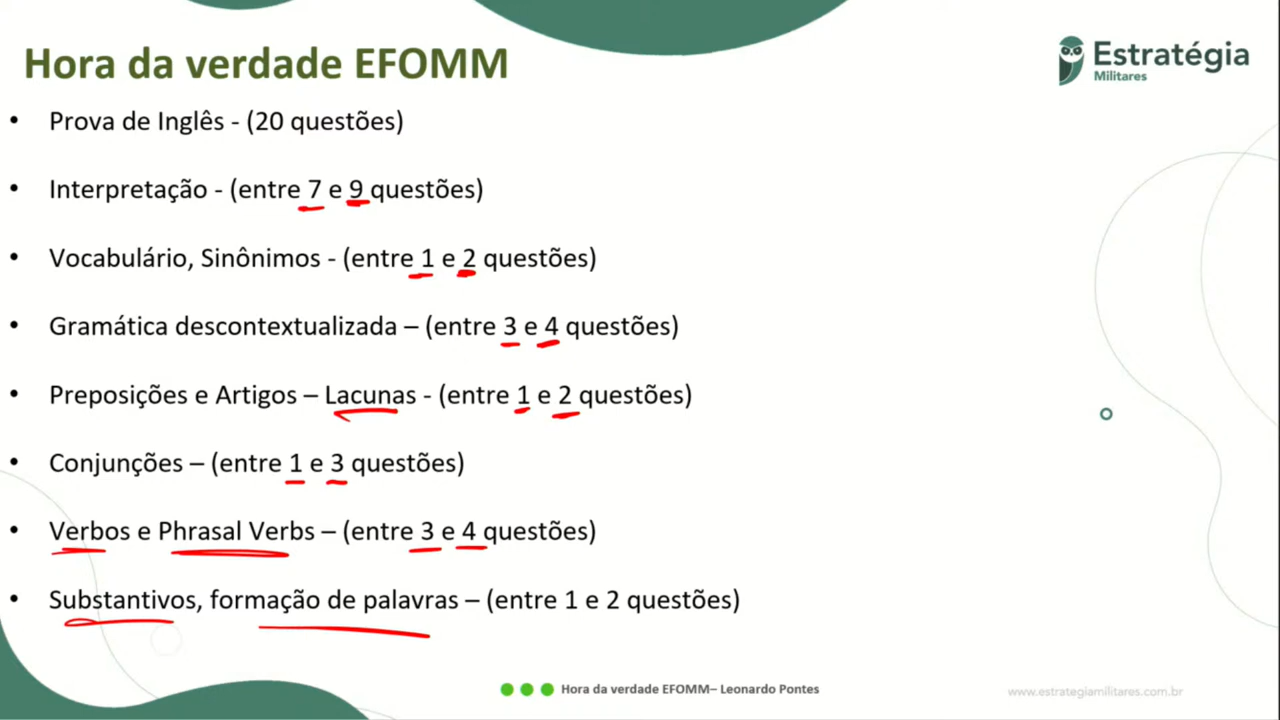 Hora da verdade EFOMM
Estratégia
Militares
• Prova de Inglês - (20 questões)
• Interpretação - (entre 7 e 9 questões)
• Vocabulário, Sinônimos - (entre 1 e 2 questões)
• Gramática descontextualizada – (entre 3 e 4 questões)
• Preposições e Artigos – Lacunas - (entre 1 e 2 questões)
• Conjunções – (entre 1 e 3 questões)
• Verbos e Phrasal Verbs – (entre 3 e 4 questões)
• Substantivos, formação de palavras – (entre 1 e 2 questões)
Hora da verdade EFOMM– Leonardo Pontes
www.estrategiamilitares.com.br